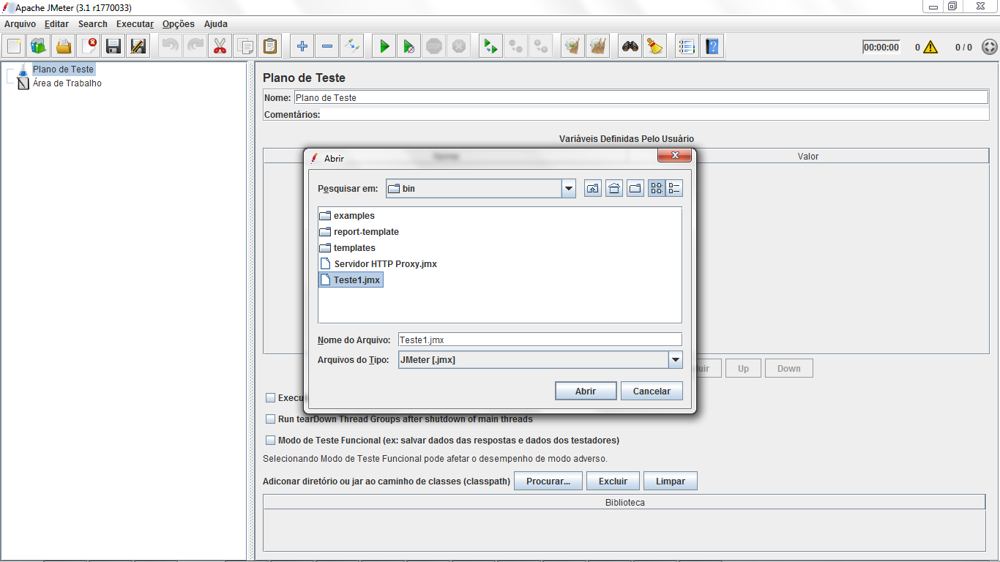 Apache JMeter (3.1 r1770033)
Arquivo Editar Search Executar Opções Ajuda
00:00:00 0 0 / 0
Plano de Teste
Área de Trabalho
Plano de Teste
Nome: Plano de Teste
Comentários:
Variáveis Definidas Pelo Usuário
Valor
Abrir
Pesquisar em: bin
examples
report-template
templates
Servidor HTTP Proxy.jmx
Teste1.jmx
Nome do Arquivo: Teste1.jmx
Arquivos do Tipo: JMeter [.jmx]
Abrir Cancelar
Up Down
Run tearDown Thread Groups after shutdown of main threads
Modo de Teste Funcional (ex: salvar dados das respostas e dados dos testadores)
Selecionando Modo de Teste Funcional pode afetar o desempenho de modo adverso.
Adiconar diretório ou jar ao caminho de classes (classpath) Procurar... Excluir Limpar
Biblioteca